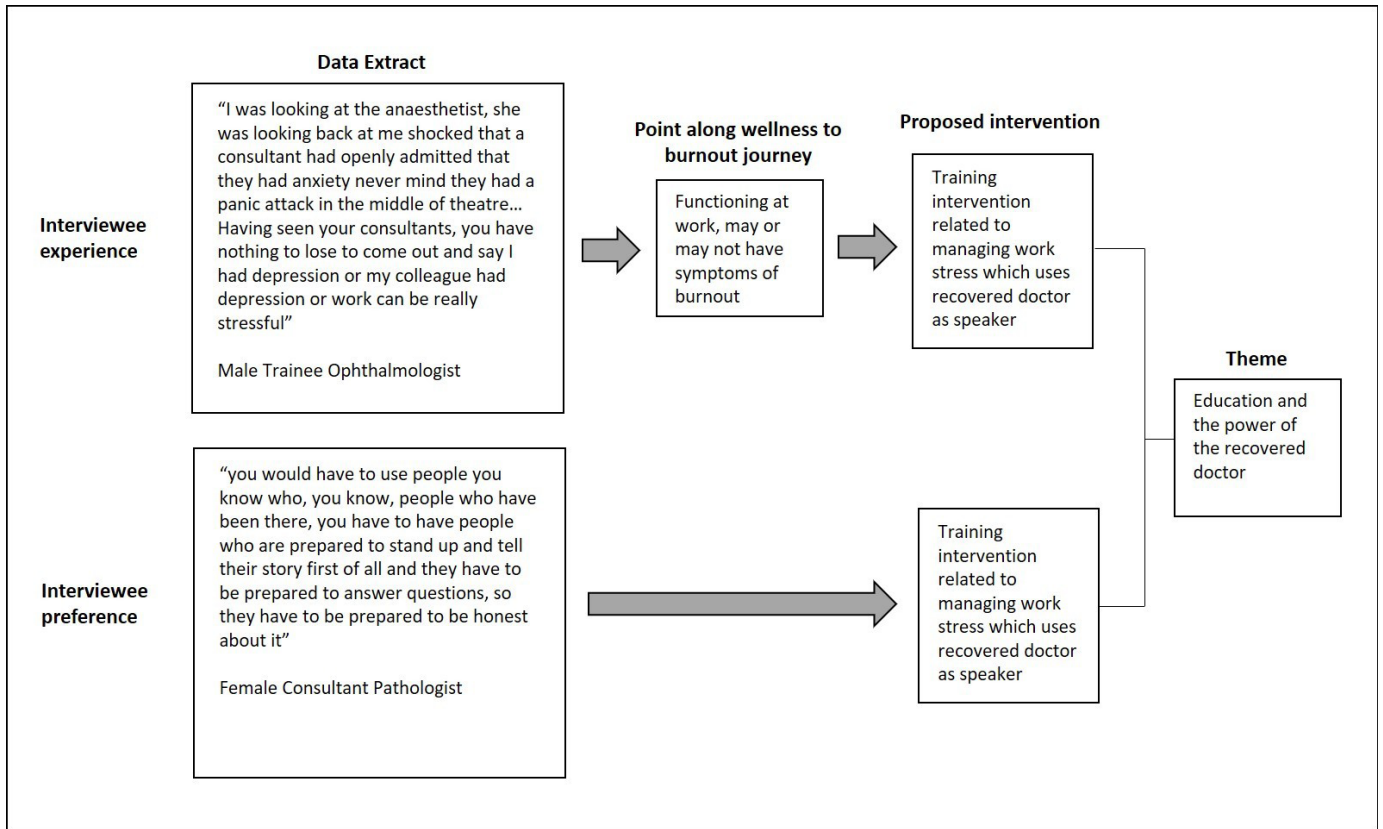 Data Extract
“I was looking at the anaesthetist, she
was looking back at me shocked that a
consultant had openly admitted that
they had anxiety never mind they had a
panic attack in the middle of theatre…
Having seen your consultants, you have
nothing to lose to come out and say I
had depression or my colleague had
depression or work can be really
stressful”
Male Trainee Ophthalmologist
Interviewee
experience
Point along wellness to
burnout journey
Functioning at
work, may or
may not have
symptoms of
burnout
Proposed intervention
Training
intervention
related to
managing work
stress which uses
recovered doctor
as speaker
Theme
Education and
the power of
the recovered
doctor
Interviewee
preference
“you would have to use people you
know who, you know, people who have
been there, you have to have people
who are prepared to stand up and tell
their story first of all and they have to
be prepared to answer questions, so
they have to be prepared to be honest
about it”
Female Consultant Pathologist
Training
intervention
related to
managing work
stress which uses
recovered doctor
as speaker